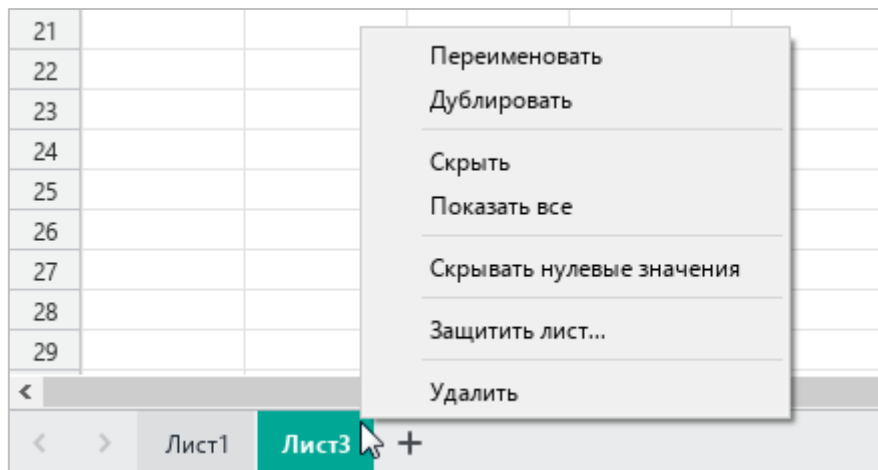 21
22
23
24
25
26
27
28
29
Переименовать
Дублировать
Скрыть
Показать все
Скрывать нулевые значения
Защитить лист...
Удалить
Лист1 Лист3 +